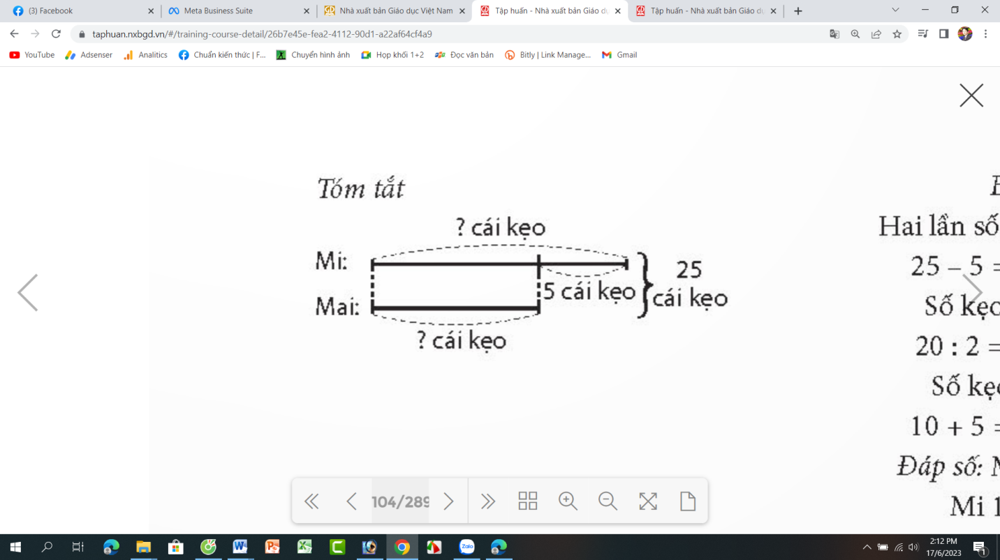 (3) Facebook
Meta Business Suite
Nhà xuất bản Giáo dục Việt Nam
Tập huấn - Nhà xuất bản Giáo dụ
Tập huấn - Nhà xuất bản Giáo dụ
taphuan.nxbgd.vn/#/training-course-detail/26b7e45e-fea2-4112-90d1-a22af64cf4a9
YouTube
Adsenser
Analitics
Chuẩn kiến thức | F...
Chuyển hình ảnh
Họp khối 1+2
Đọc văn bản
Bitly | Link Manage...
Gmail
Tóm tắt
? cái kẹo
Mi:
5 cái kẹo
25
cái kẹo
Mai:
? cái kẹo
Hai lần số
25 – 5 =
Số kẹo
20 : 2 =
Số kẹo
10 + 5 =
Đáp số:
Mi 1
104/289
Zalo
2:12 PM
17/6/2023
1